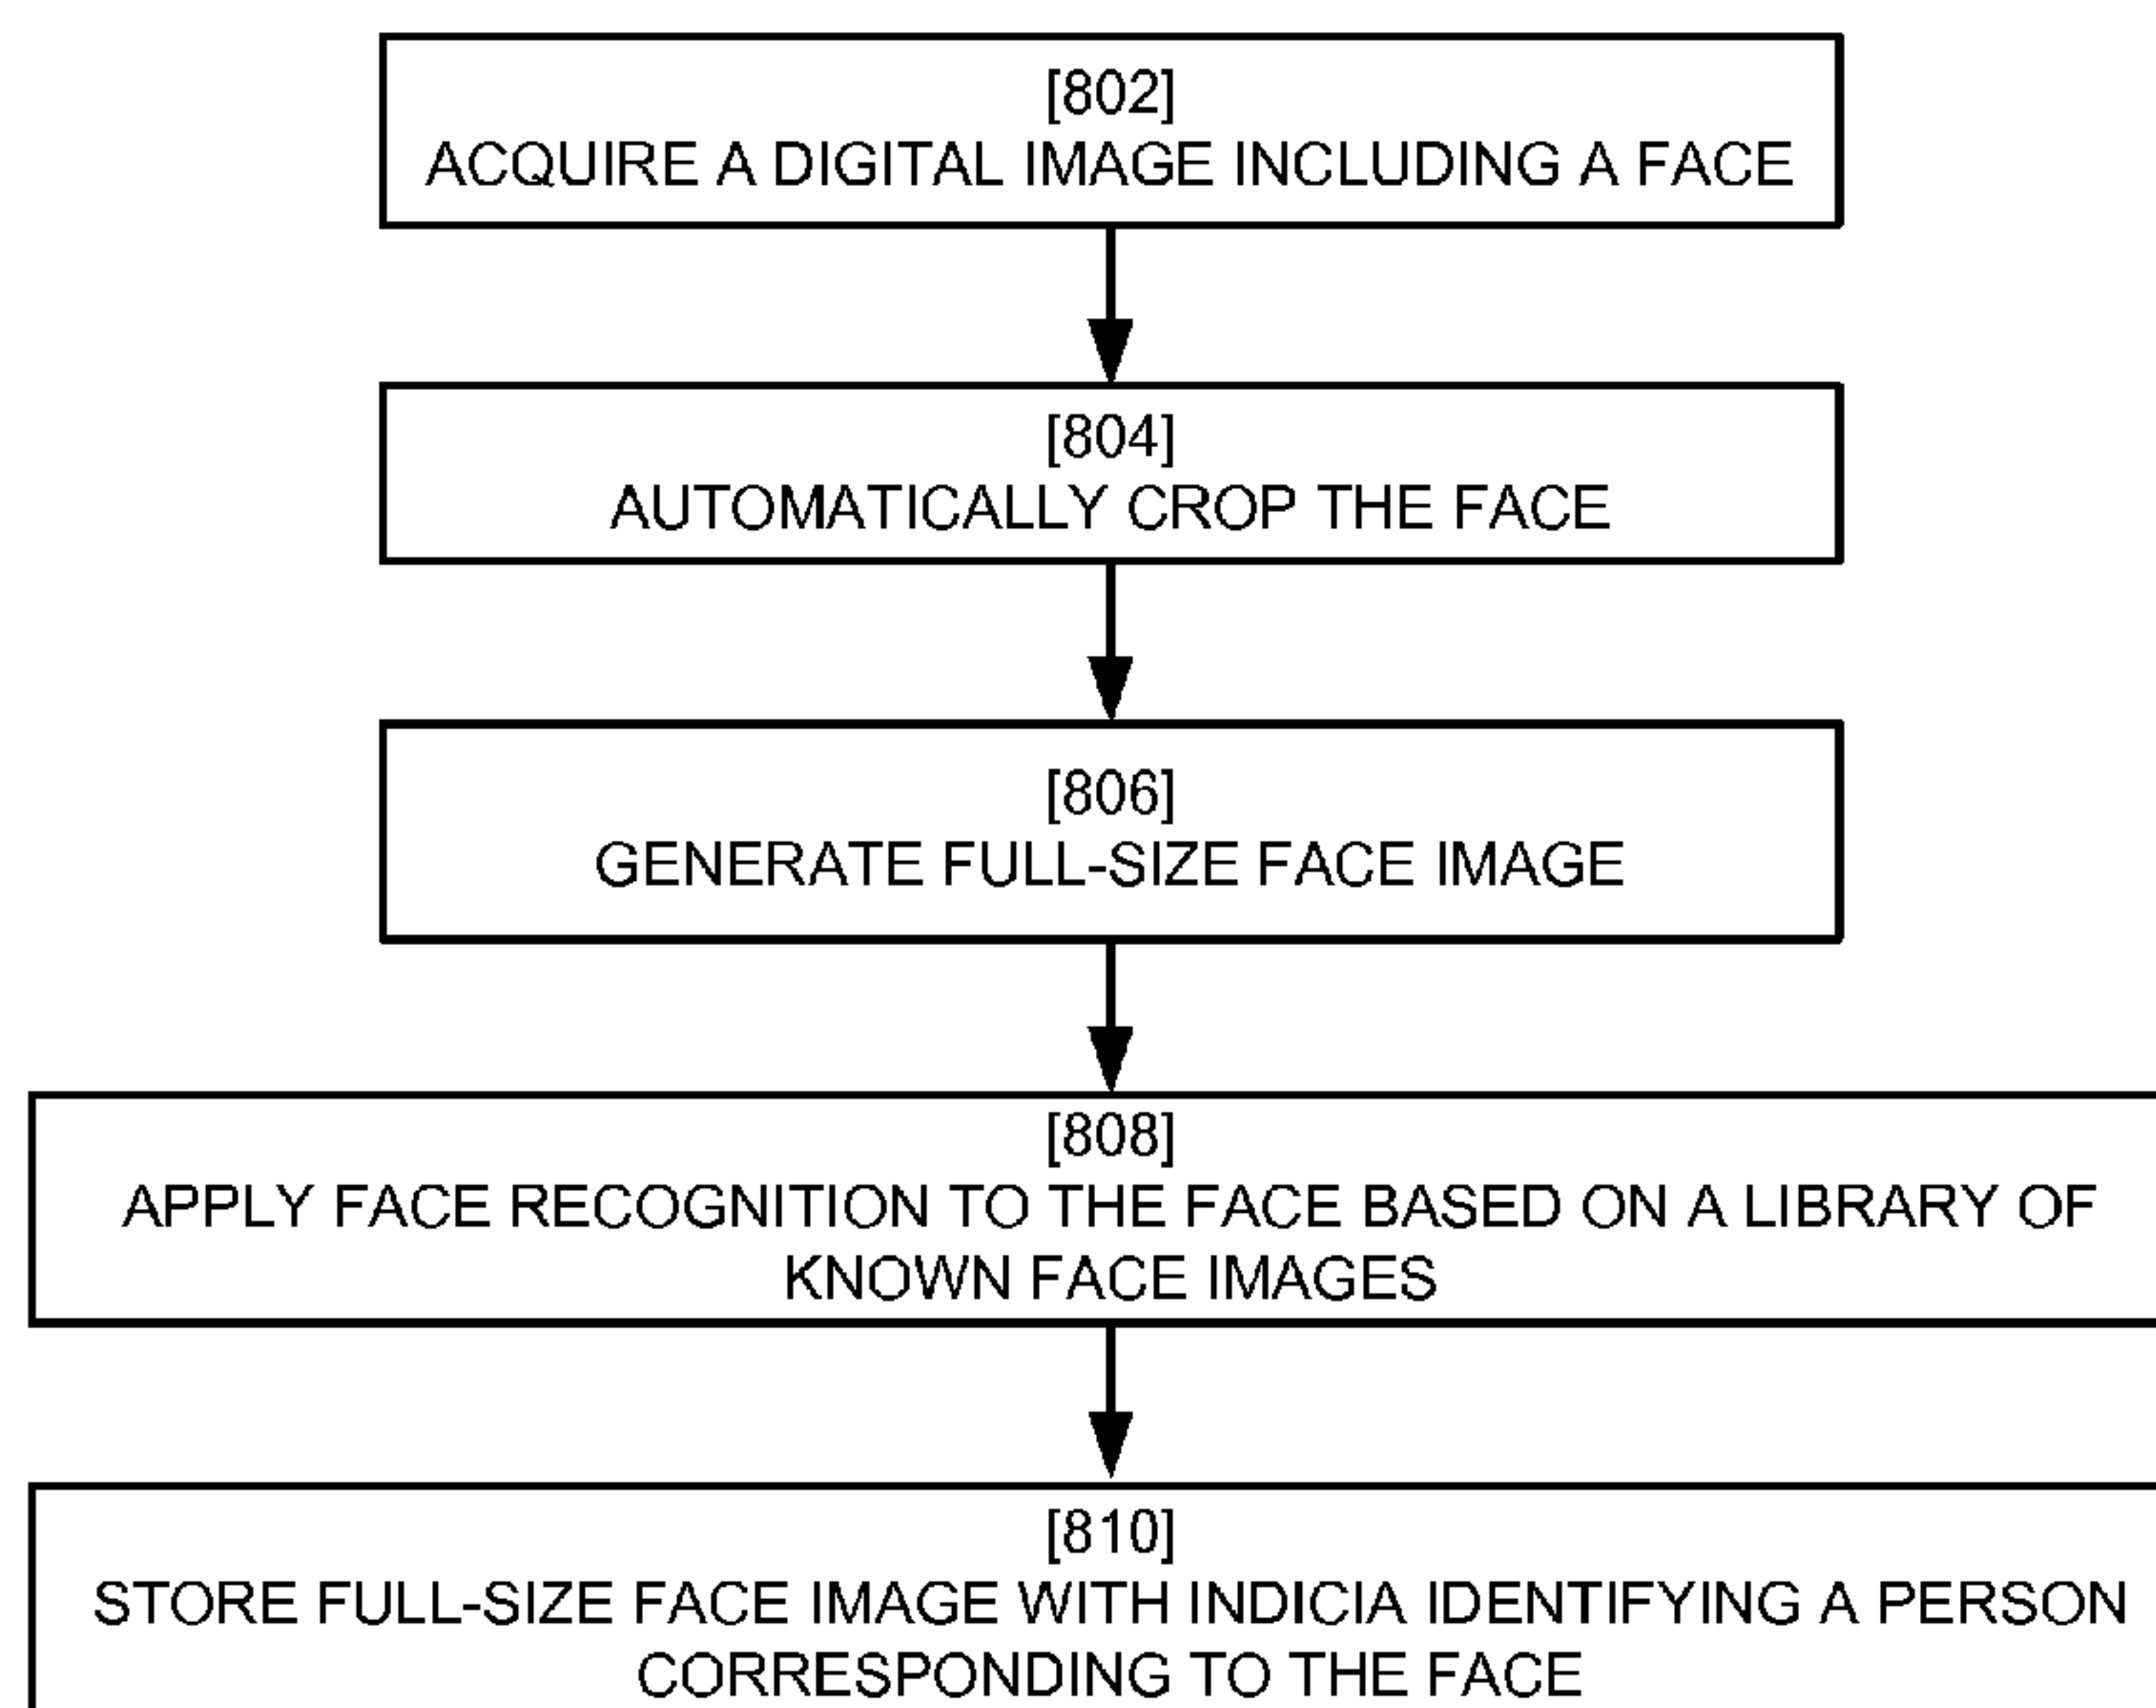 [802]
ACQUIRE A DIGITAL IMAGE INCLUDING A FACE
[804]
AUTOMATICALLY CROP THE FACE
[806]
GENERATE FULL-SIZE FACE IMAGE
[808]
APPLY FACE RECOGNITION TO THE FACE BASED ON A LIBRARY OF
KNOWN FACE IMAGES
[810]
STORE FULL-SIZE FACE IMAGE WITH INDICIA IDENTIFYING A PERSON
CORRESPONDING TO THE FACE